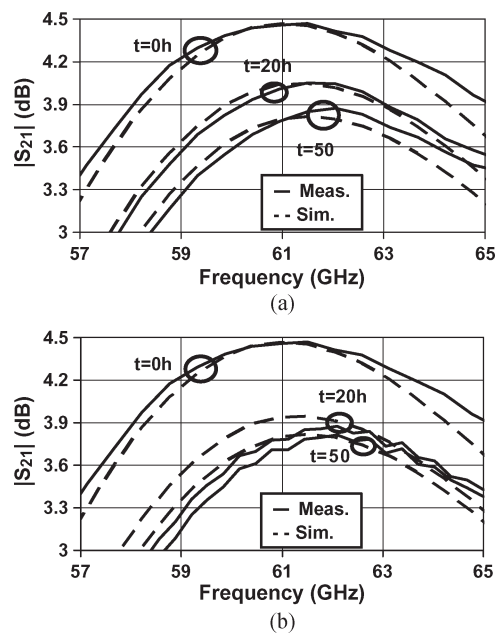 4.5
4.2
3.9
3.6
3.3
3
|S21| (dB)
t=0h
t=20h
t=50
Meas.
Sim.
57 59 61 63 65
Frequency (GHz)
(a)
4.5
4.2
3.9
3.6
3.3
3
|S21| (dB)
t=0h
t=20h
t=50
Meas.
Sim.
57 59 61 63 65
Frequency (GHz)
(b)